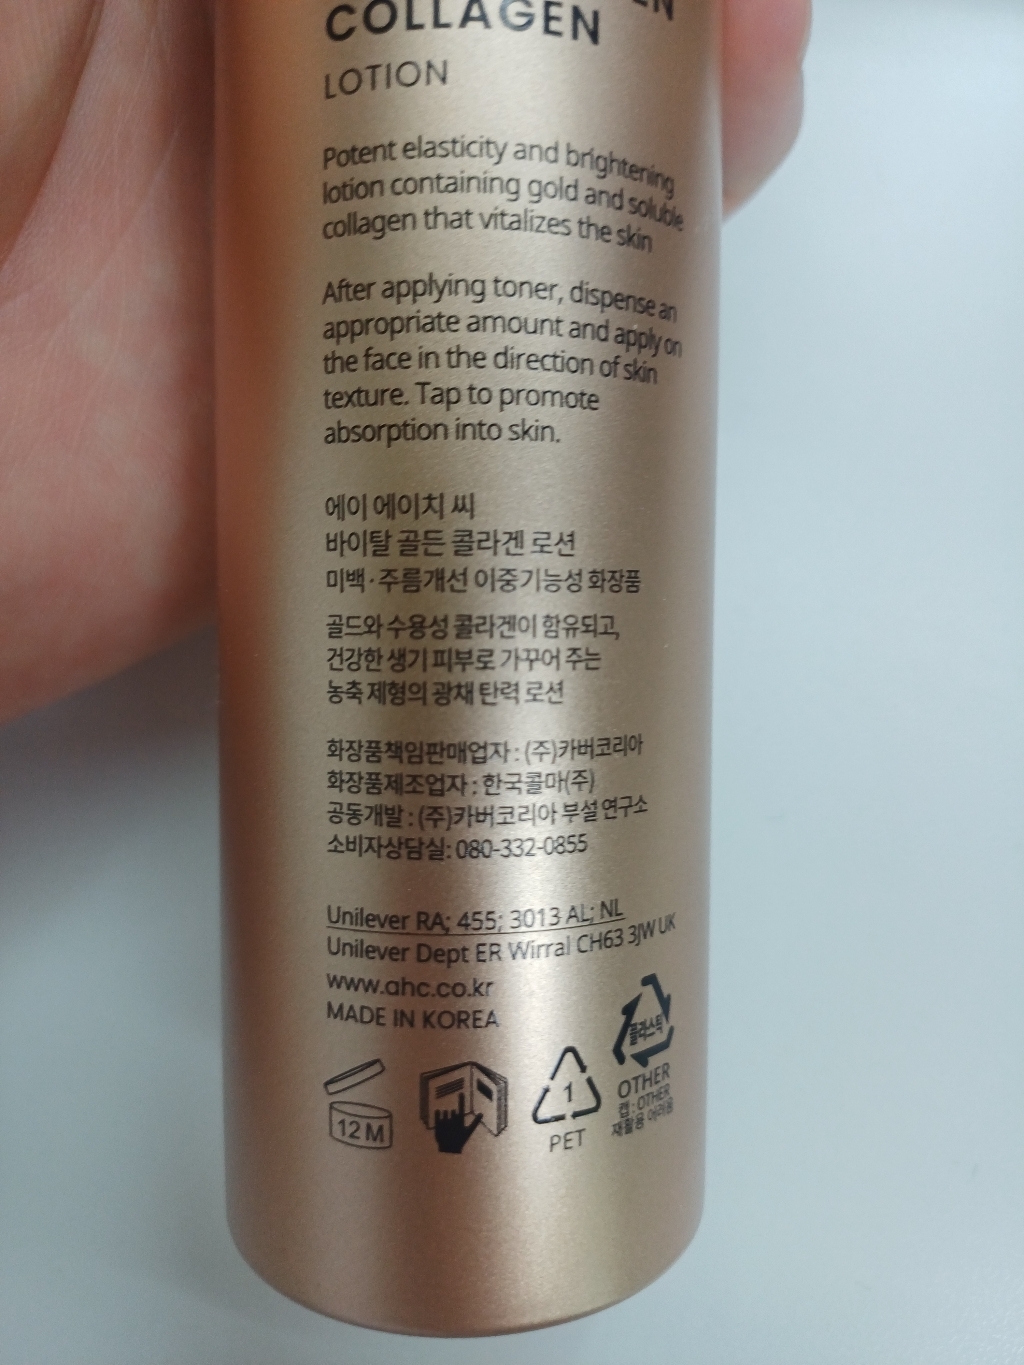 COLLAGEN
LOTION
Potent elasticity and brightening
lotion containing gold and soluble
collagen that vitalizes the skin
After applying toner, dispense an
appropriate amount and apply on
the face in the direction of skin
texture. Tap to promote
absorption into skin.
에이 에이치 씨
바이탈 골든 콜라겐 로션
미백·주름개선 이중기능성 화장품
골드와 수용성 콜라겐이 함유되고,
건강한 생기 피부로 가꾸어 주는
농축 제형의 광채 탄력 로션
화장품책임판매업자 : (주)카버코리아
화장품제조업자 : 한국콜마(주)
공동개발 : (주)카버코리아 부설 연구소
소비자상담실: 080-332-0855
Unilever RA; 455; 3013 AL; NL
Unilever Dept ER Wirral CH63 3JW UK
www.ahc.co.kr
MADE IN KOREA
플라스틱
OTHER
캡 : OTHER
재활용 어려움
12 M
1
PET